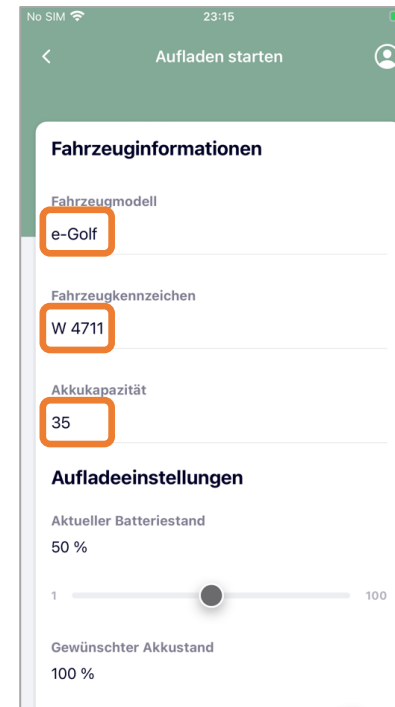 No SIM 23:15
Aufladen starten
Fahrzeuginformationen
Fahrzeugmodell
e-Golf
Fahrzeugkennzeichen
W 4711
Akkukapazität
35
Aufladeeinstellungen
Aktueller Batteriestand
50 %
1 100
Gewünschter Akkustand
100 %